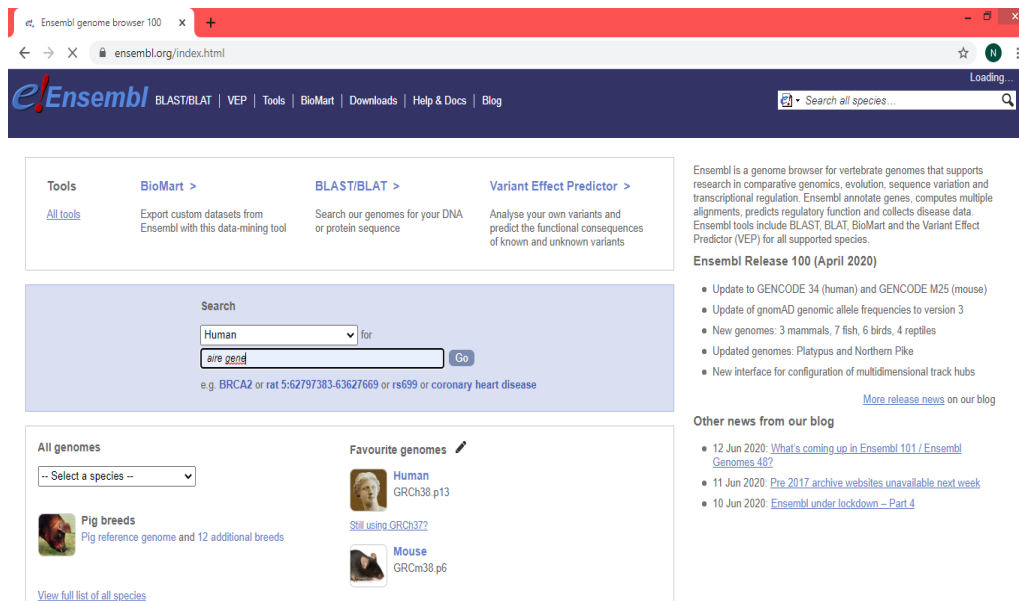 Ensembl genome browser 100
ensembl.org/index.html
N
Loading...
e!Ensembl BLAST/BLAT | VEP | Tools | BioMart | Downloads | Help & Docs | Blog
Search all species...
Tools
All tools
BioMart >
Export custom datasets from
Ensembl with this data-mining tool
BLAST/BLAT >
Search our genomes for your DNA
or protein sequence
Variant Effect Predictor >
Analyse your own variants and
predict the functional consequences
of known and unknown variants
Search
Human for
aire gene
Go
e.g. BRCA2 or rat 5:62797383-63627669 or rs699 or coronary heart disease
All genomes
-- Select a species --
Pig breeds
Pig reference genome and 12 additional breeds
View full list of all species
Favourite genomes
Human
GRCh38.p13
Still using GRCh37?
Mouse
GRCm38.p6
Ensembl is a genome browser for vertebrate genomes that supports
research in comparative genomics, evolution, sequence variation and
transcriptional regulation. Ensembl annotate genes, computes multiple
alignments, predicts regulatory function and collects disease data.
Ensembl tools include BLAST, BLAT, BioMart and the Variant Effect
Predictor (VEP) for all supported species.
Ensembl Release 100 (April 2020)
Update to GENCODE 34 (human) and GENCODE M25 (mouse)
Update of gnomAD genomic allele frequencies to version 3
New genomes: 3 mammals, 7 fish, 6 birds, 4 reptiles
Updated genomes: Platypus and Northern Pike
New interface for configuration of multidimensional track hubs
More release news on our blog
Other news from our blog
12 Jun 2020: What's coming up in Ensembl 101 / Ensembl
Genomes 48?
11 Jun 2020: Pre 2017 archive websites unavailable next week
10 Jun 2020: Ensembl under lockdown – Part 4